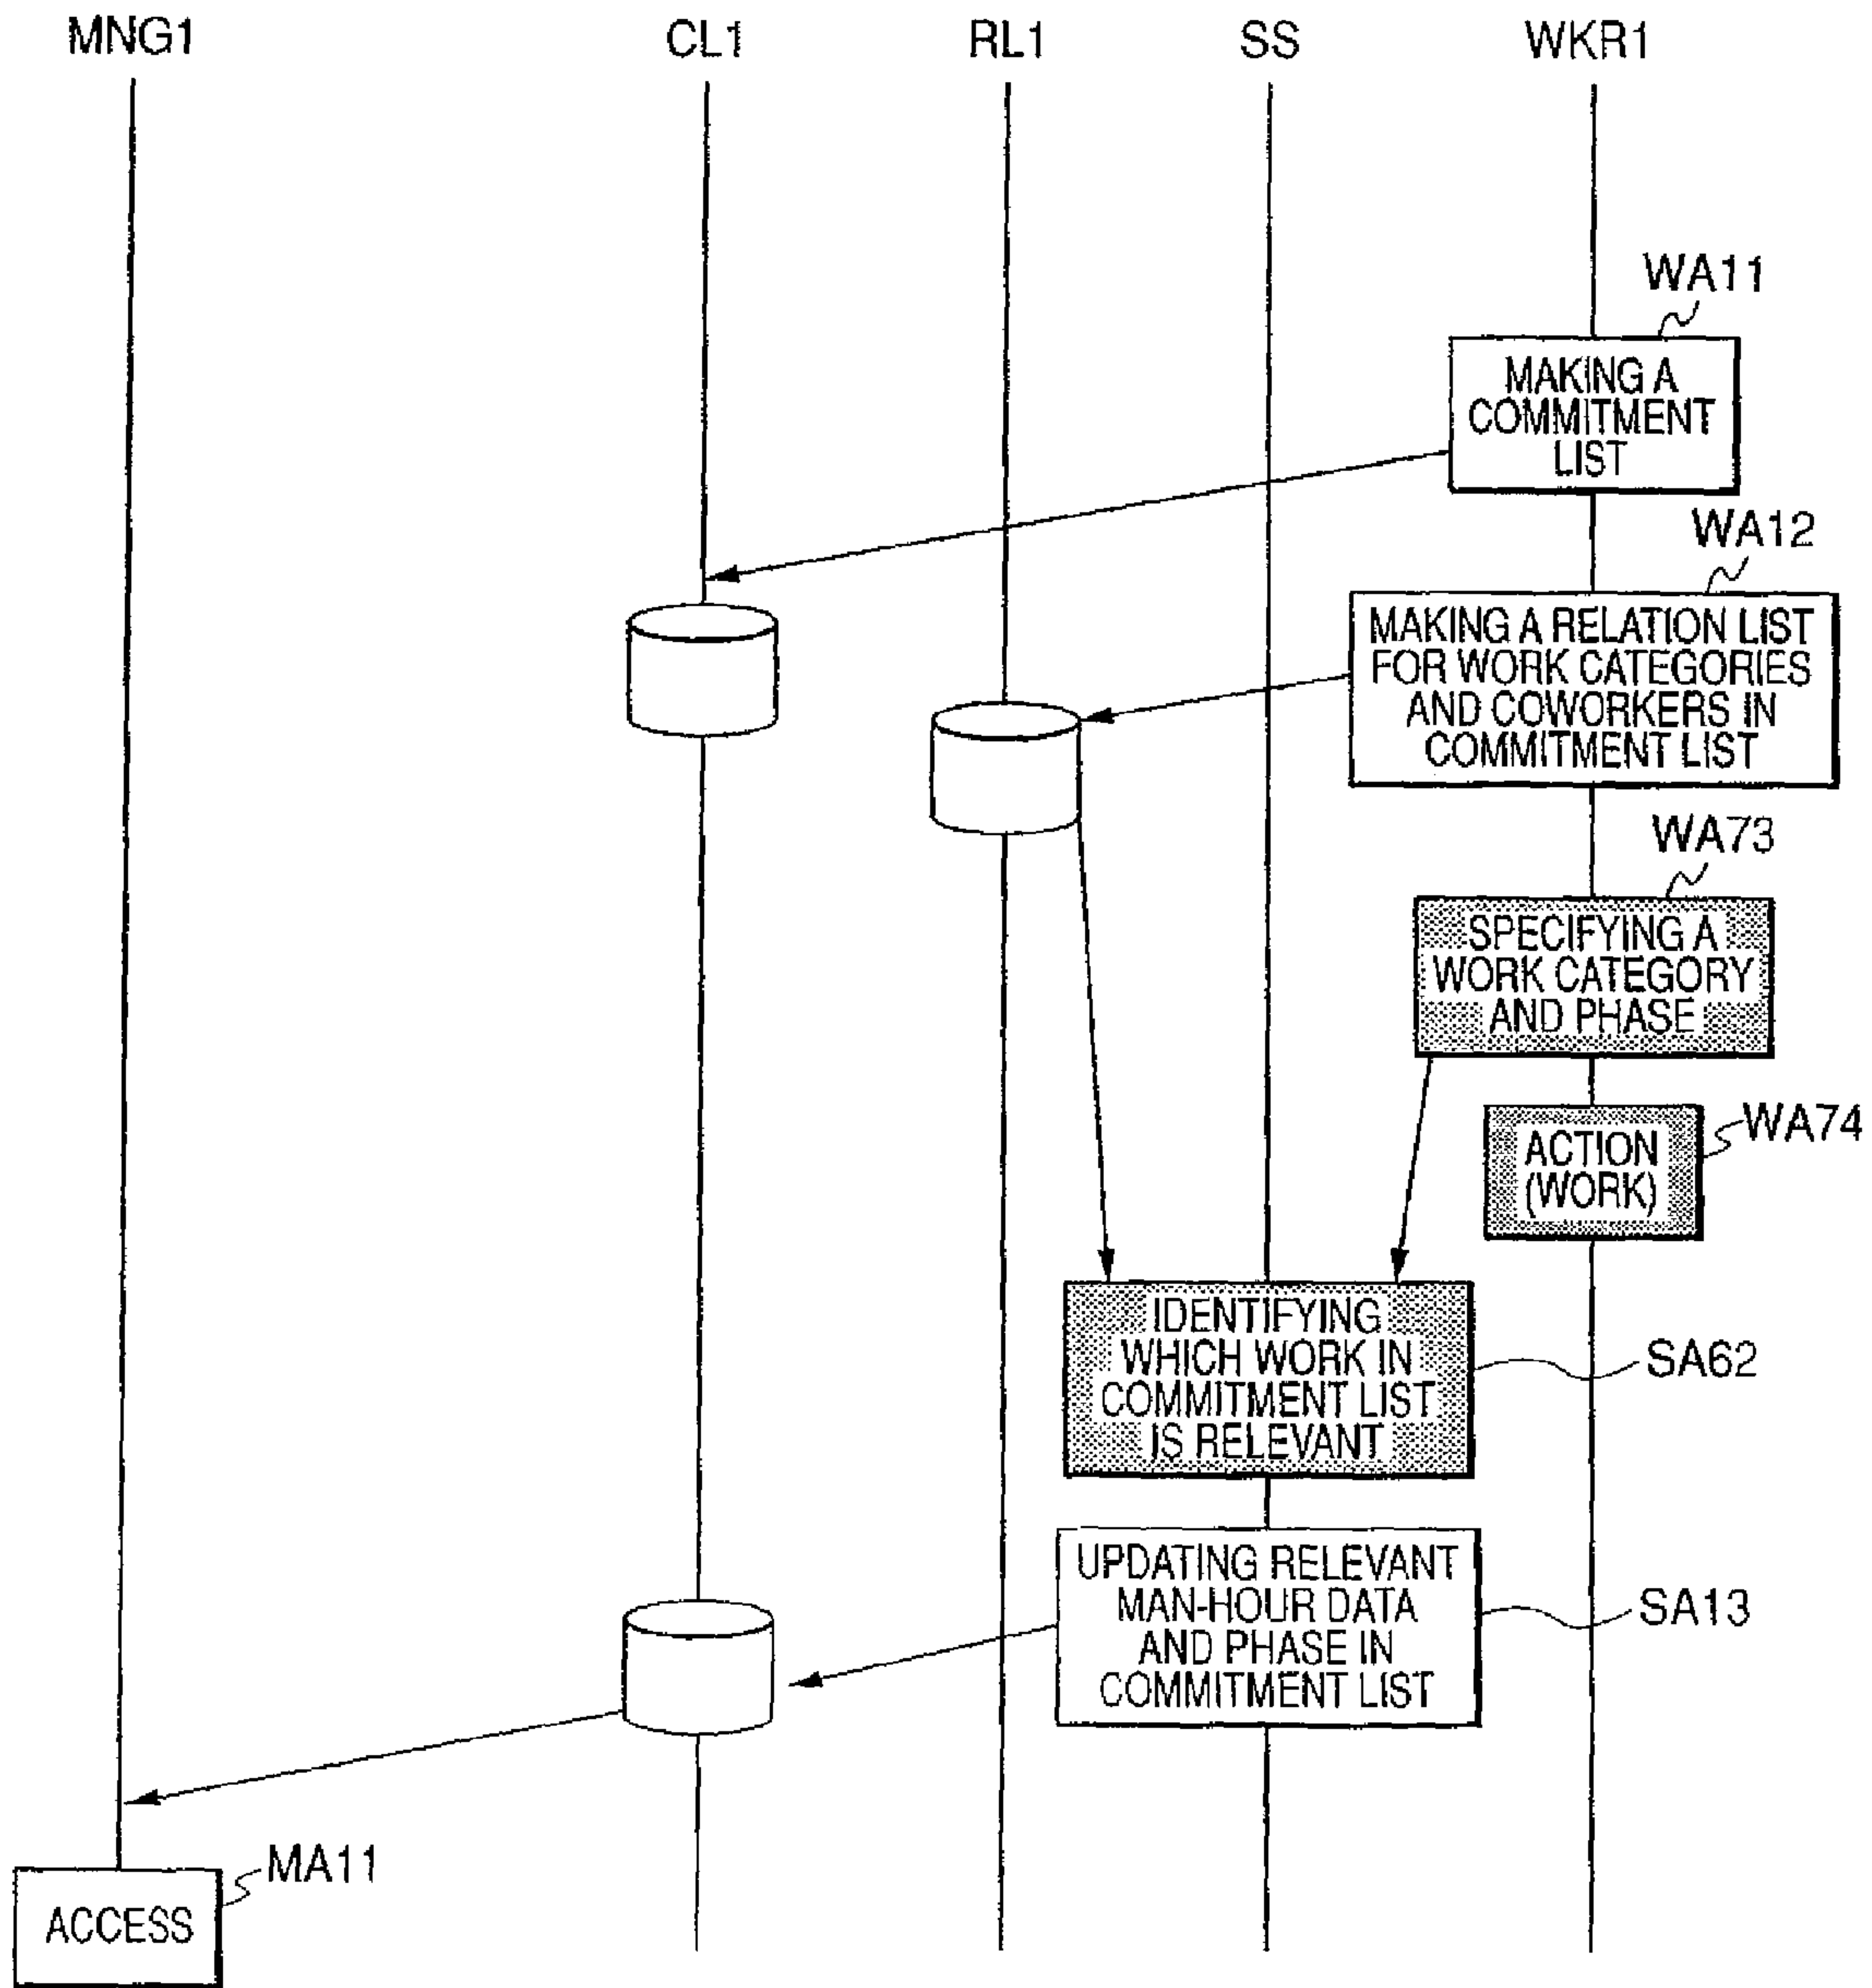 MNG1
CL1
RL1
SS
WKR1
WA11
MAKING A
COMMITMENT
LIST
WA12
MAKING A RELATION LIST
FOR WORK CATEGORIES
AND COWORKERS IN
COMMITMENT LIST
WA73
SPECIFYING A
WORK CATEGORY
AND PHASE
WA74
ACTION
(WORK)
IDENTIFYING
WHICH WORK IN
COMMITMENT LIST
IS RELEVANT
SA62
UPDATING RELEVANT
MAN-HOUR DATA
AND PHASE IN
COMMITMENT LIST
SA13
MA11
ACCESS